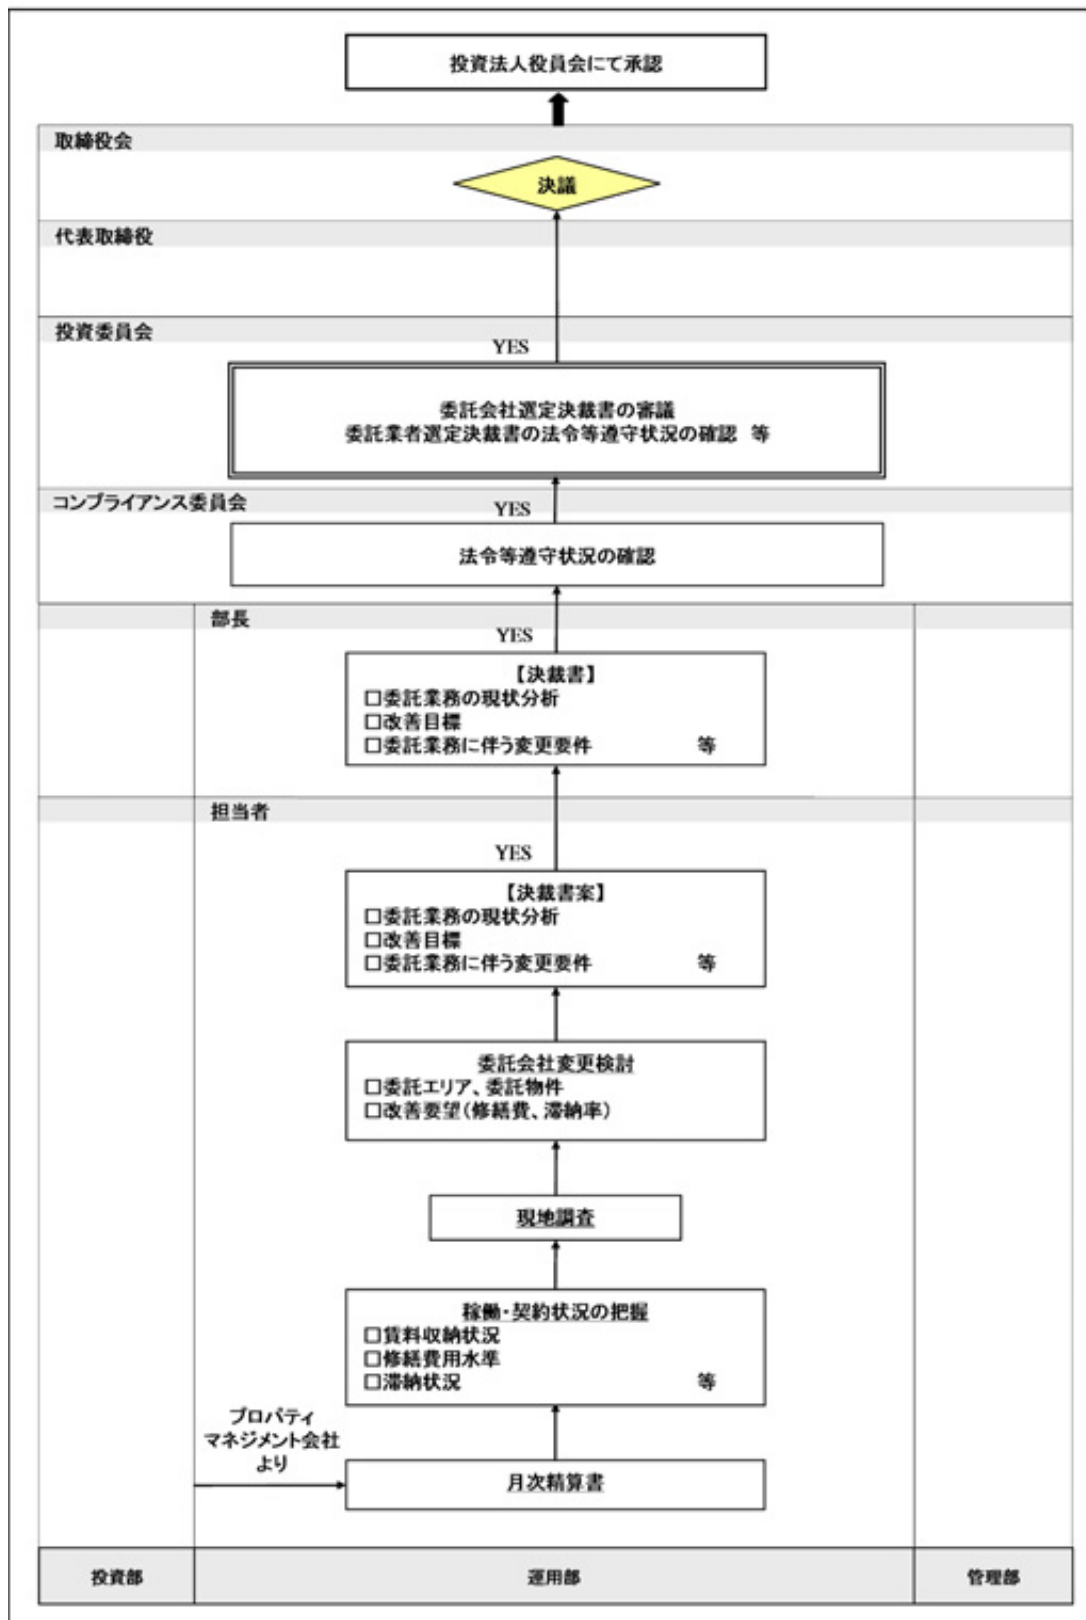 投資法人役員会にて承認
取締役会
決議
代表取締役
投資委員会
YES
委託会社選定決裁書の審議
委託業者選定決裁書の法令等遵守状況の確認 等
コンプライアンス委員会
YES
法令等遵守状況の確認
部長
YES
【決裁書】
□委託業務の現状分析
□改善目標
□委託業務に伴う変更要件 等
担当者
YES
【決裁書案】
□委託業務の現状分析
□改善目標
□委託業務に伴う変更要件 等
委託会社変更検討
□委託エリア、委託物件
□改善要望(修繕費、滞納率)
現地調査
稼働・契約状況の把握
□賃料収納状況
□修繕費用水準
□滞納状況 等
プロパティ
マネジメント会社
より
月次精算書
投資部
運用部
管理部